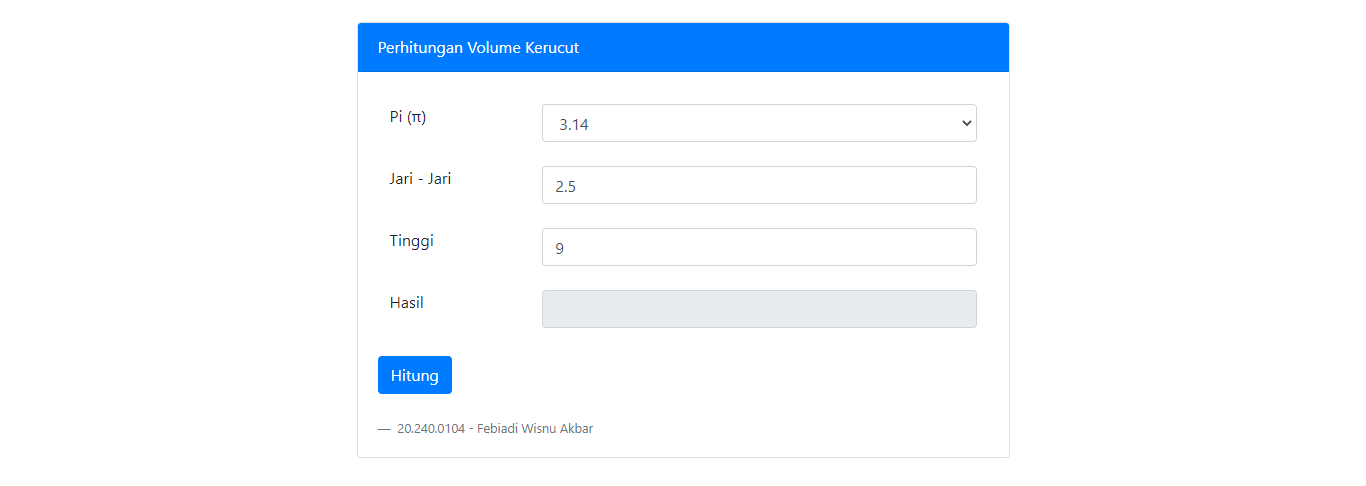 Perhitungan Volume Kerucut
Pi (π)
3.14
Jari - Jari
2.5
Tinggi
9
Hasil
Hitung
— 20.240.0104 - Febiadi Wisnu Akbar